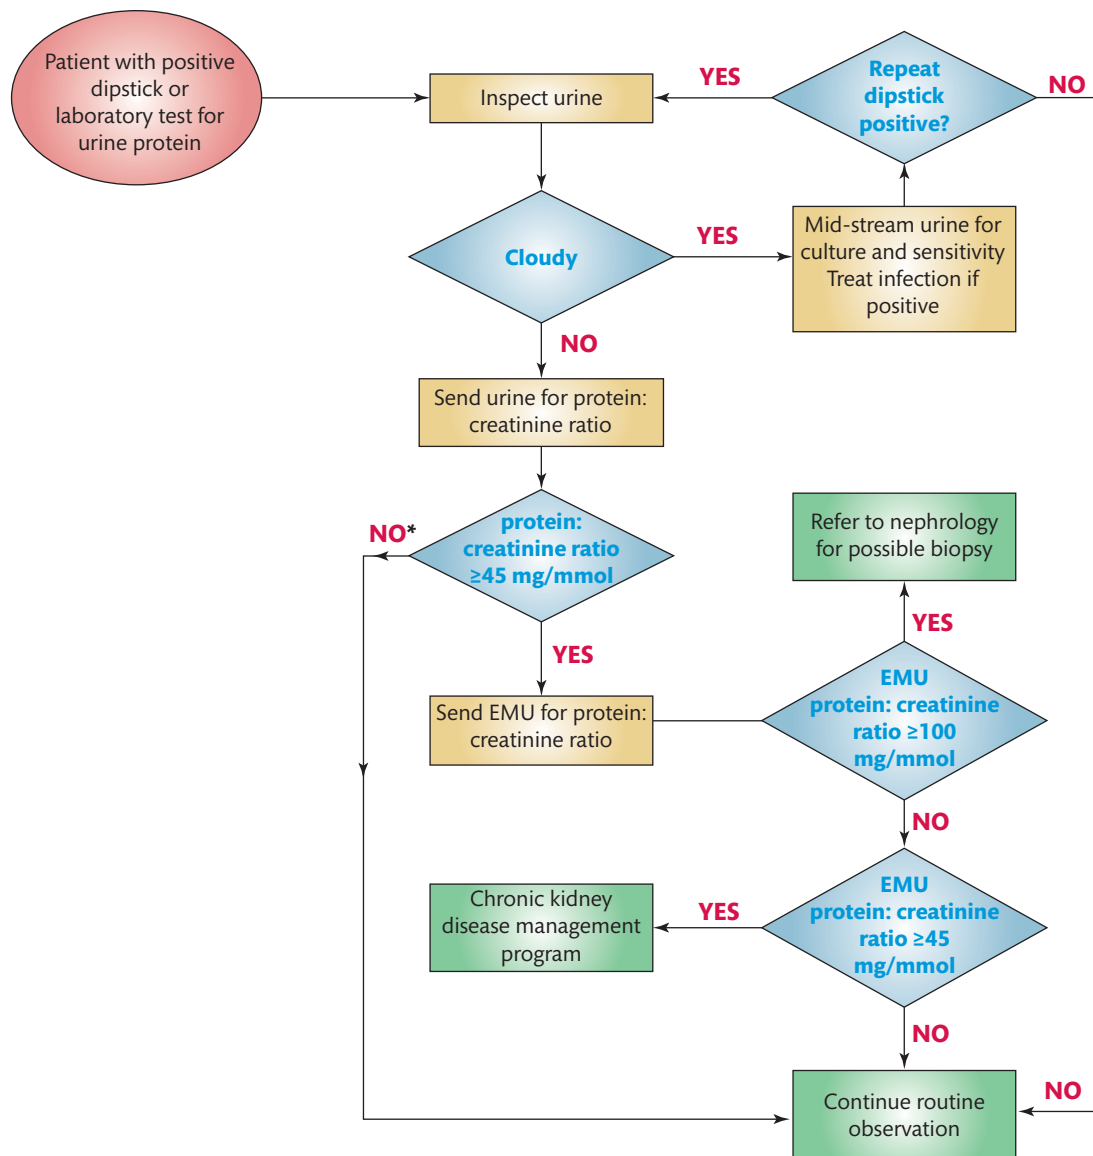 Patient with positive
dipstick or
laboratory test for
urine protein
Inspect urine
YES
Repeat
dipstick
positive?
NO
Cloudy
YES
Mid-stream urine for
culture and sensitivity
Treat infection if
positive
NO
Send urine for protein:
creatinine ratio
NO*
protein:
creatinine ratio
≥45 mg/mmol
Refer to nephrology
for possible biopsy
YES
YES
Send EMU for protein:
creatinine ratio
EMU
protein: creatinine
ratio ≥100
mg/mmol
NO
Chronic kidney
disease management
program
YES
EMU
protein: creatinine
ratio ≥45
mg/mmol
NO
Continue routine
observation
NO